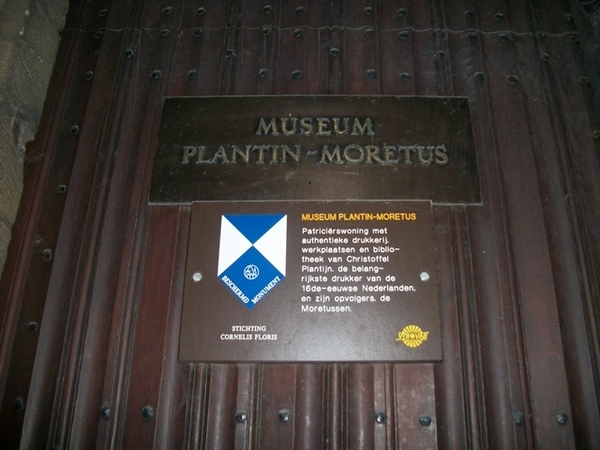 MUSEUM
PLANTIN-MORETUS
MUSEUM PLANTIN-MORETUS
Patriciërswoning met
authentieke drukkerij,
werkplaatsen en biblio-
theek van Christoffel
Plantijn, de belang-
rijkste drukker van de
16de-eeuwse Nederlanden,
en zijn opvolgers, de
Moretussen.
BESCHERMD MONUMENT
STICHTING
CORNELIS FLORIS